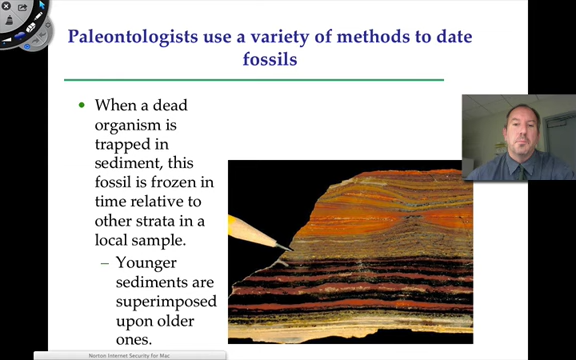 Paleontologists use a variety of methods to date
fossils
• When a dead
organism is
trapped in
sediment, this
fossil is frozen in
time relative to
other strata in a
local sample.
– Younger
sediments are
superimposed
upon older
ones.
Norton Internet Security for Mac